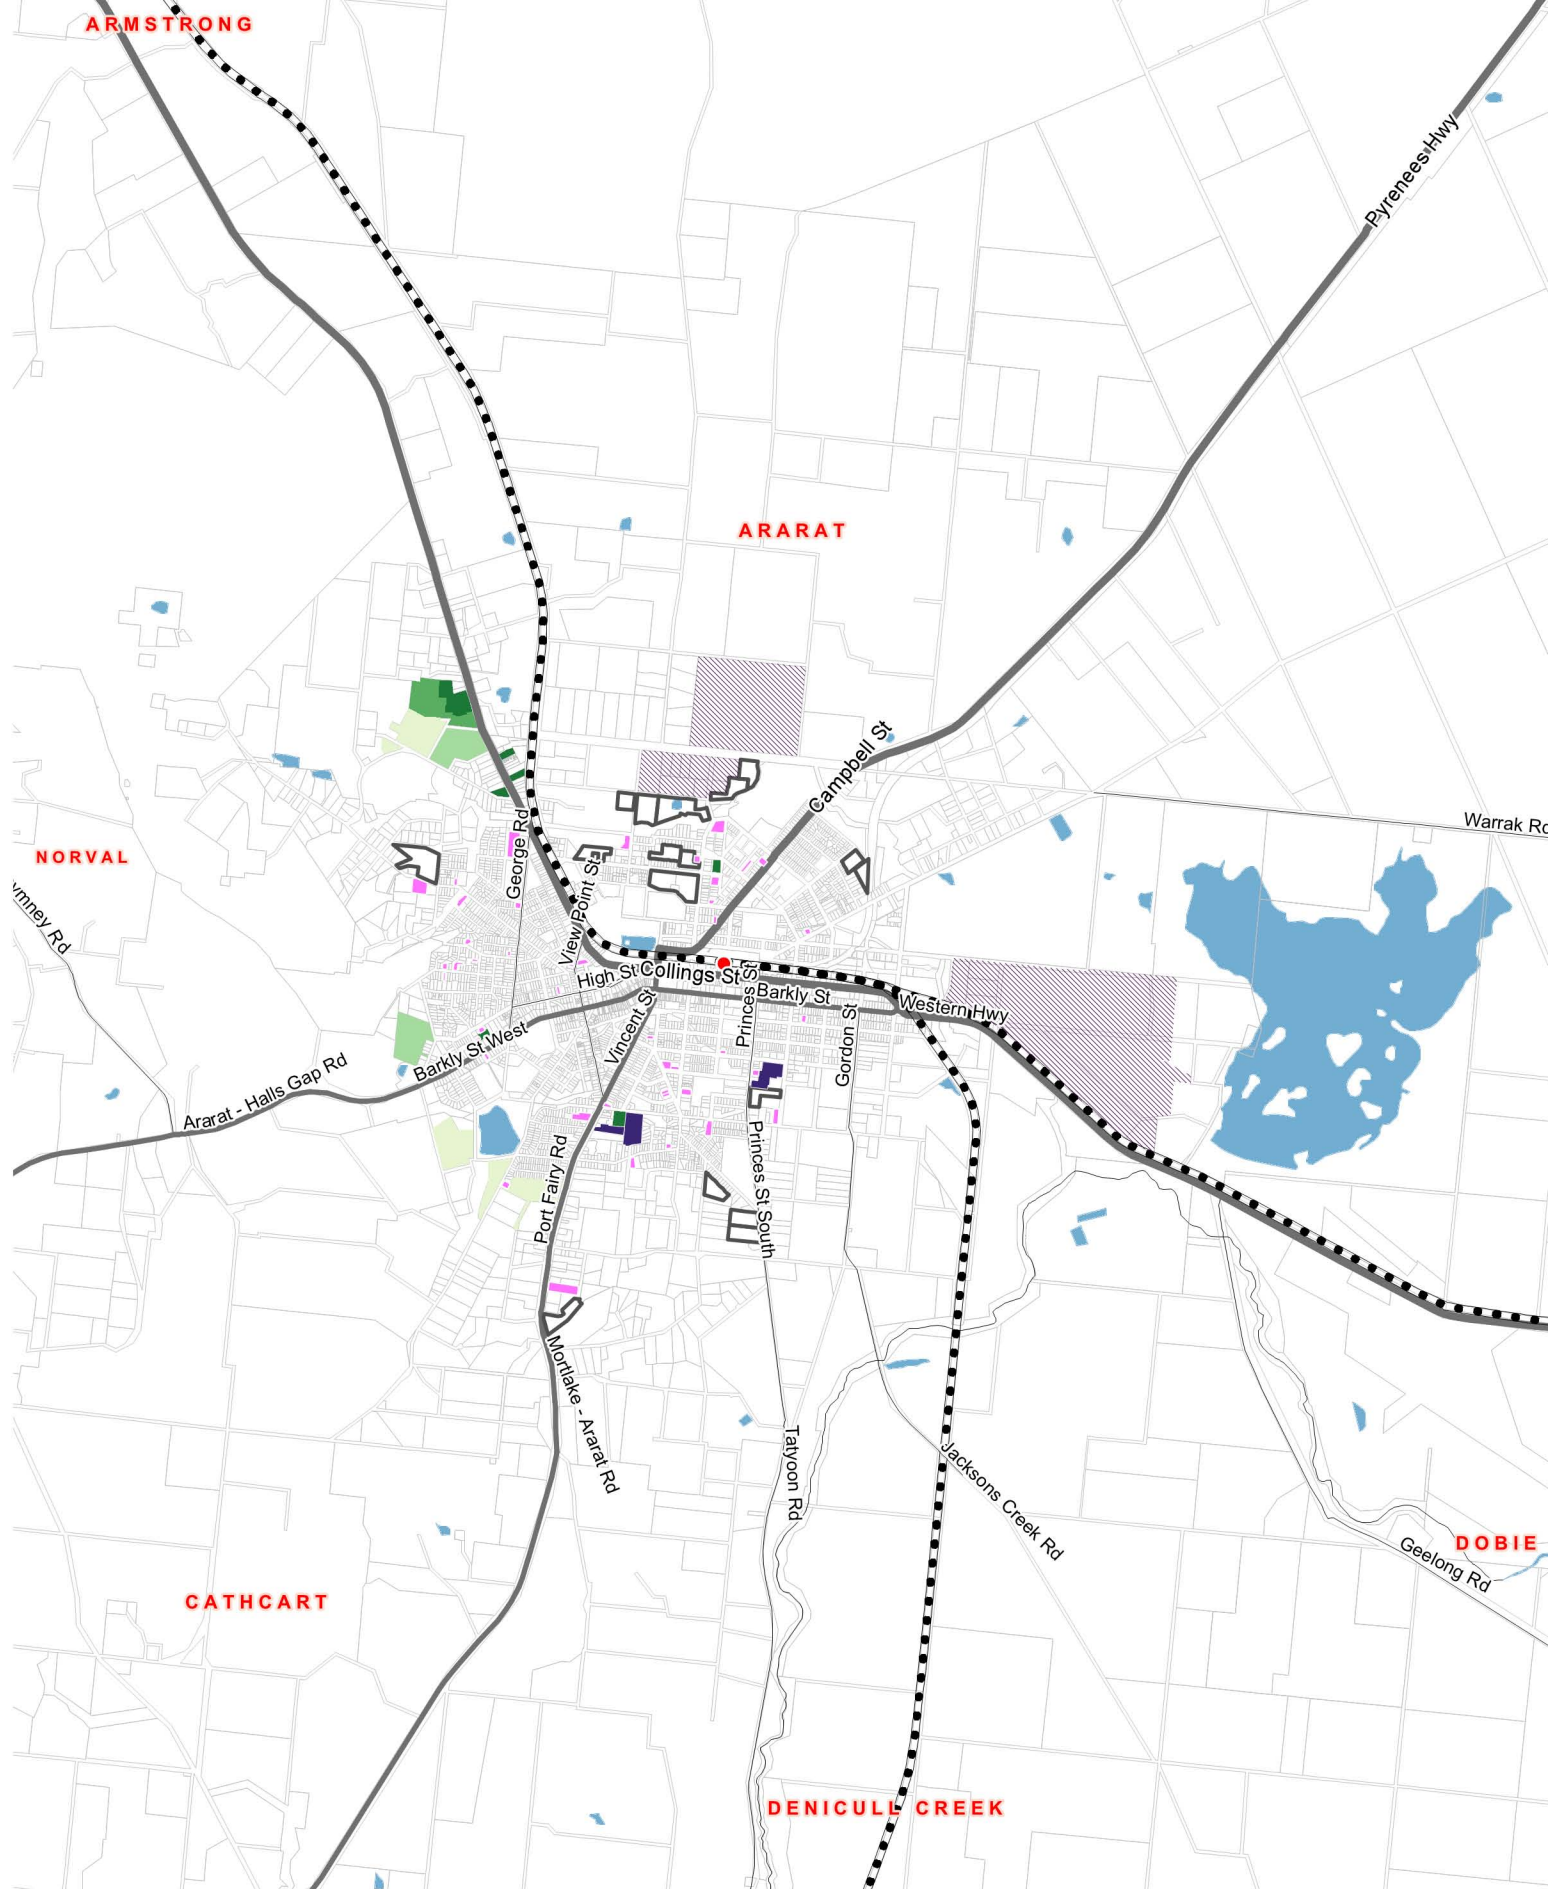 ARMSTRONG
Pyrenees Hwy
ARARAT
Campbell St
Warrak Rd
George Rd
NORVAL
View Point St
High St
Collings St
Princes St
Barkly St
Western Hwy
Vincent St
Gordon St
Barkly St West
Ararat - Halls Gap Rd
Port Fairy Rd
Princes St South
Mortlake - Ararat Rd
Tatyoon Rd
Jacksons Creek Rd
DOBIE
Geelong Rd
CATHCART
DENICULL CREEK